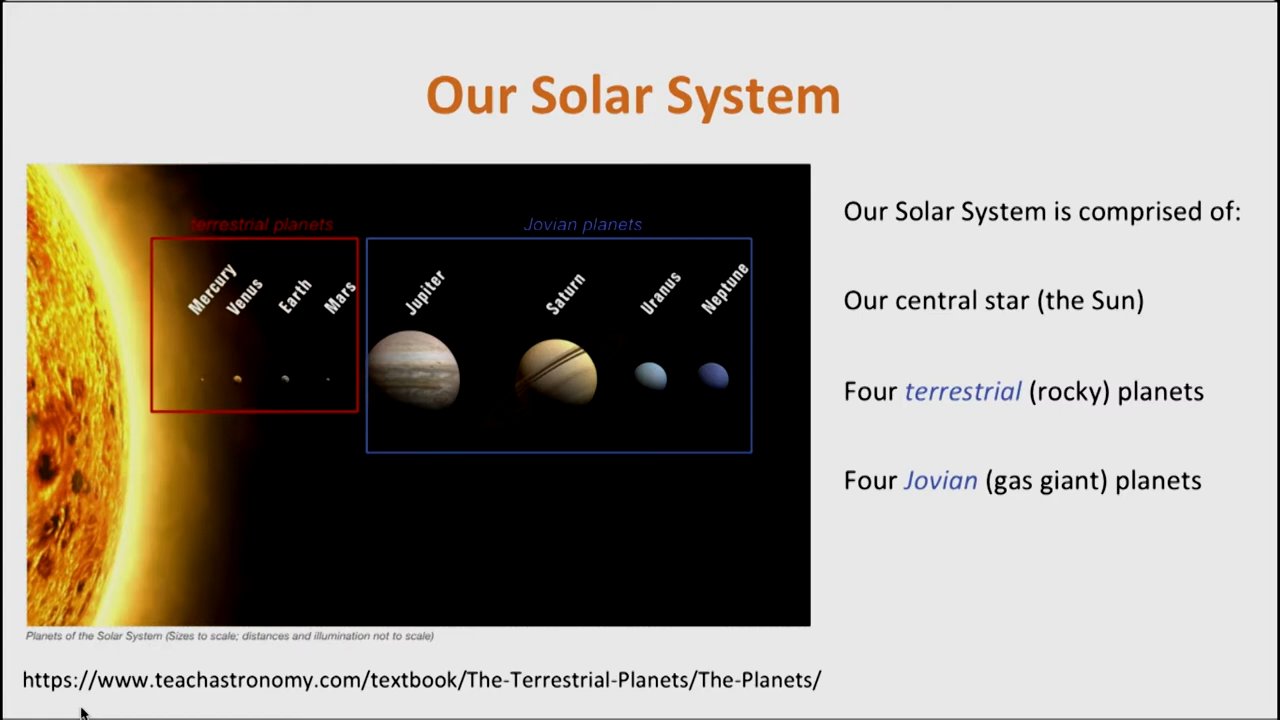 Our Solar System
terrestrial planets
Jovian planets
Mercury
Venus
Earth
Mars
Jupiter
Saturn
Uranus
Neptune
Planets of the Solar System (Sizes to scale; distances and illumination not to scale)
Our Solar System is comprised of:
Our central star (the Sun)
Four terrestrial (rocky) planets
Four Jovian (gas giant) planets
https://www.teachastronomy.com/textbook/The-Terrestrial-Planets/The-Planets/